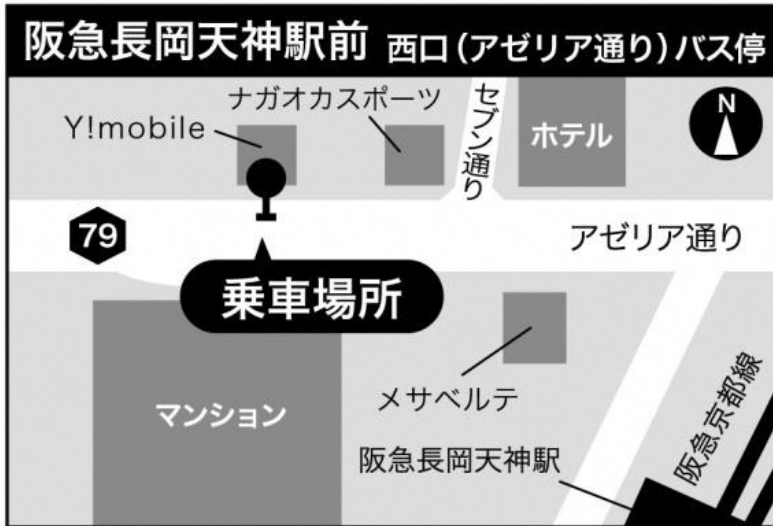 阪急長岡天神駅前 西口(アゼリア通り)バス停
ナガオカスポーツ
Y!mobile
セブン通り
ホテル
N
79
アゼリア通り
乗車場所
マンション
メサベルテ
阪急長岡天神駅
阪急京都線